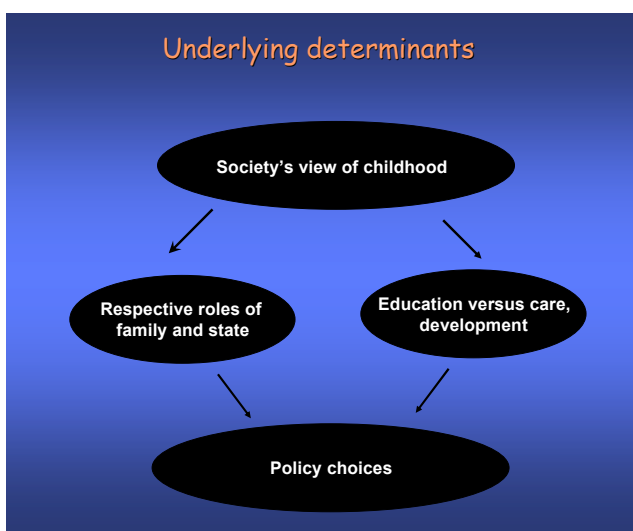 Underlying determinants
Society’s view of childhood
Respective roles of
family and state
Education versus care,
development
Policy choices